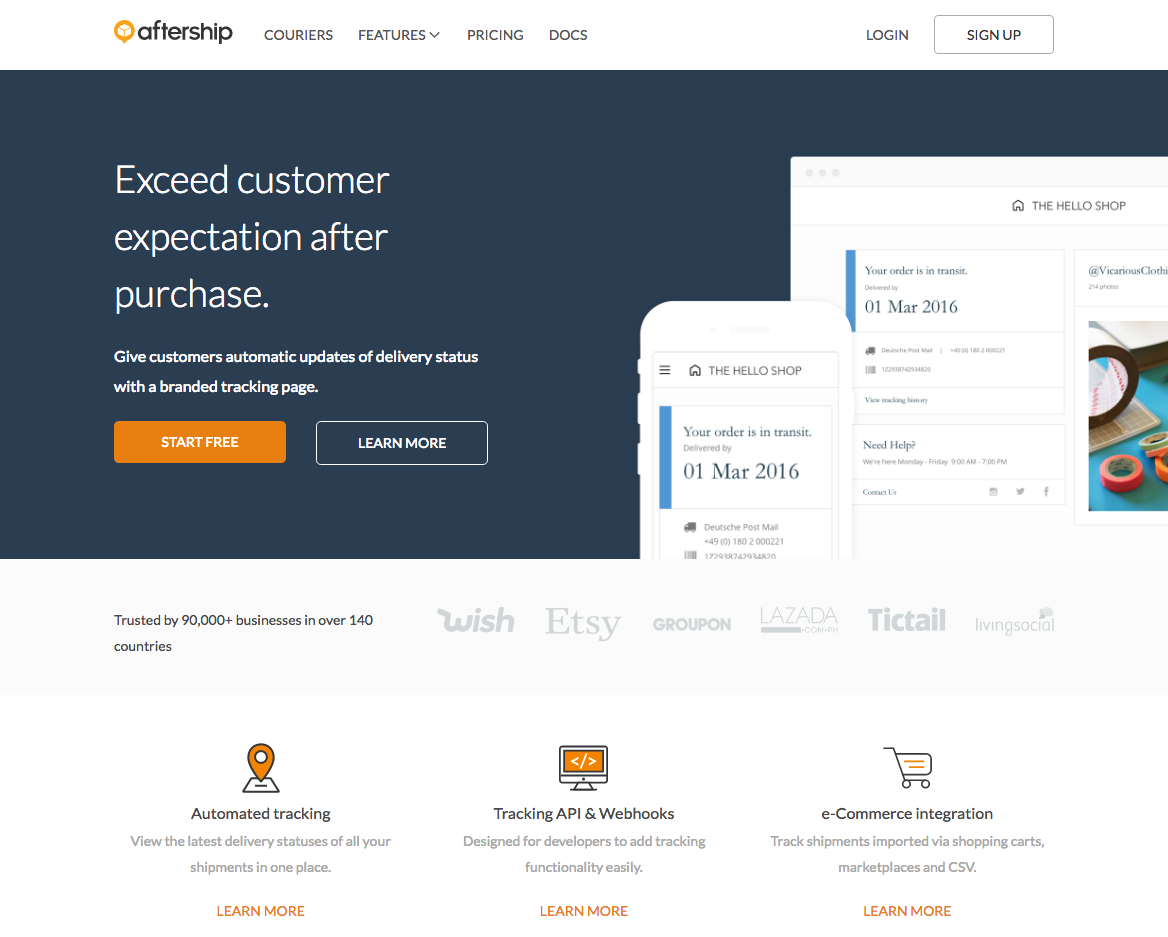 aftership
COURIERS
FEATURES
PRICING
DOCS
LOGIN
SIGN UP
Exceed customer
expectation after
purchase.
Give customers automatic updates of delivery status
with a branded tracking page.
START FREE
LEARN MORE
THE HELLO SHOP
Your order is in transit.
Delivered by
01 Mar 2016
Deutsche Post Mail
+49 (0) 180 2 000221
1Z2938742934820
THE HELLO SHOP
Your order is in transit.
Delivered by
01 Mar 2016
Deutsche Post Mail | +49 (0) 180 2 000221
1Z2938742934820
View tracking history
Need Help?
We're here Monday - Friday 9:00 AM - 7:00 PM
Contact Us
@VicariousClothi
214 photos
Trusted by 90,000+ businesses in over 140
countries
wish
Etsy
GROUPON
LAZADA
.COM.PH
Tictail
livingsocial
</>
Automated tracking
View the latest delivery statuses of all your
shipments in one place.
LEARN MORE
Tracking API & Webhooks
Designed for developers to add tracking
functionality easily.
LEARN MORE
e-Commerce integration
Track shipments imported via shopping carts,
marketplaces and CSV.
LEARN MORE